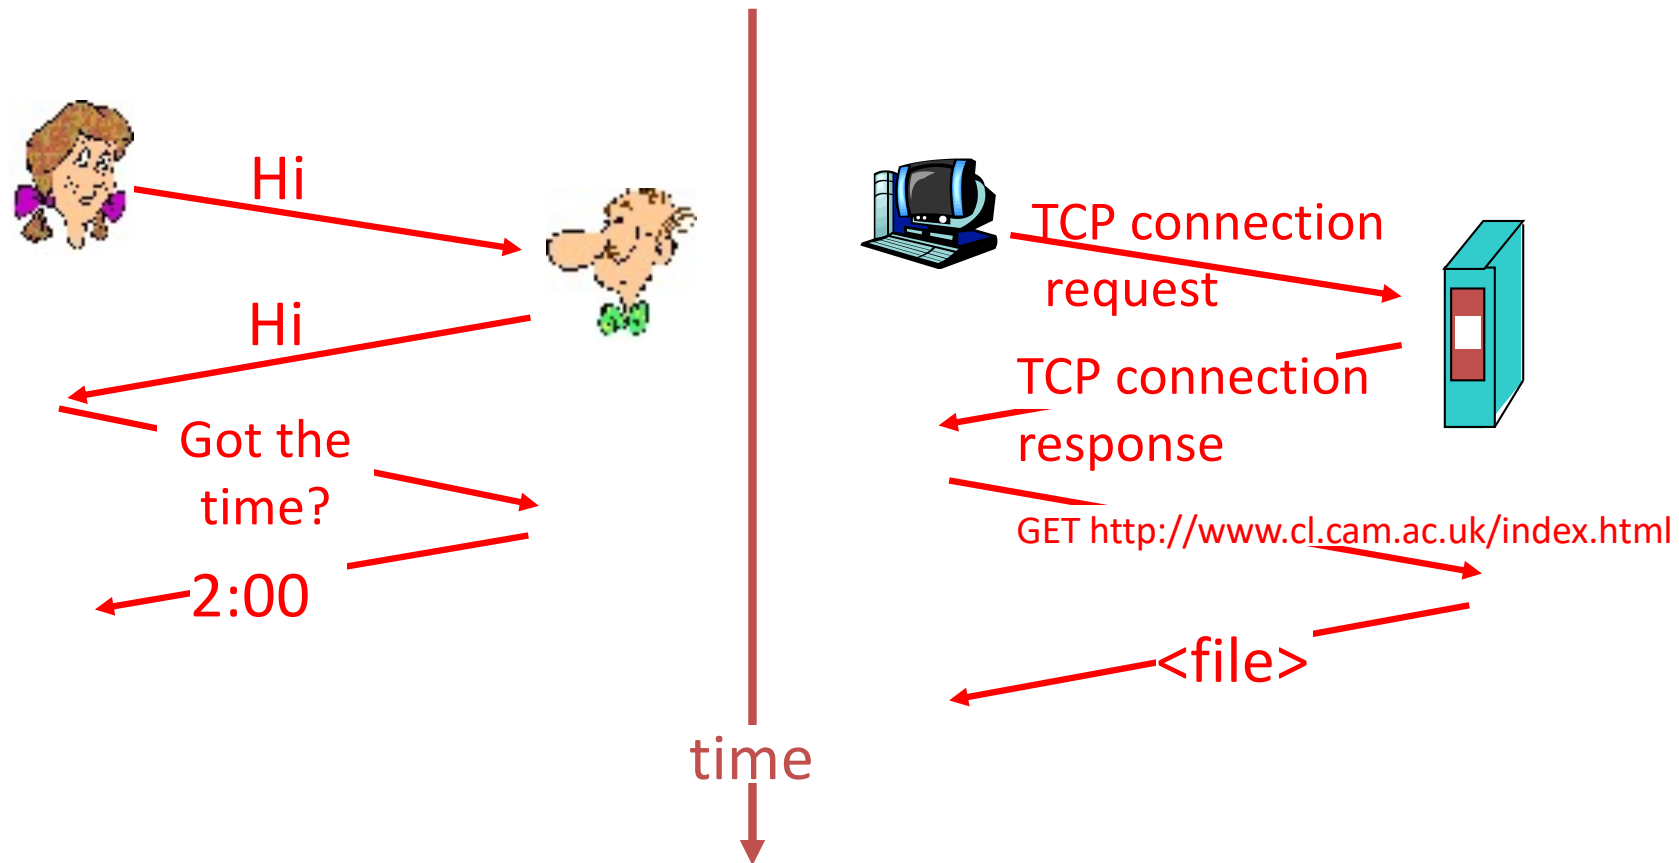 Hi
Hi
Got the
time?
2:00
TCP connection
request
TCP connection
response
GET http://www.cl.cam.ac.uk/index.html
<file>
time